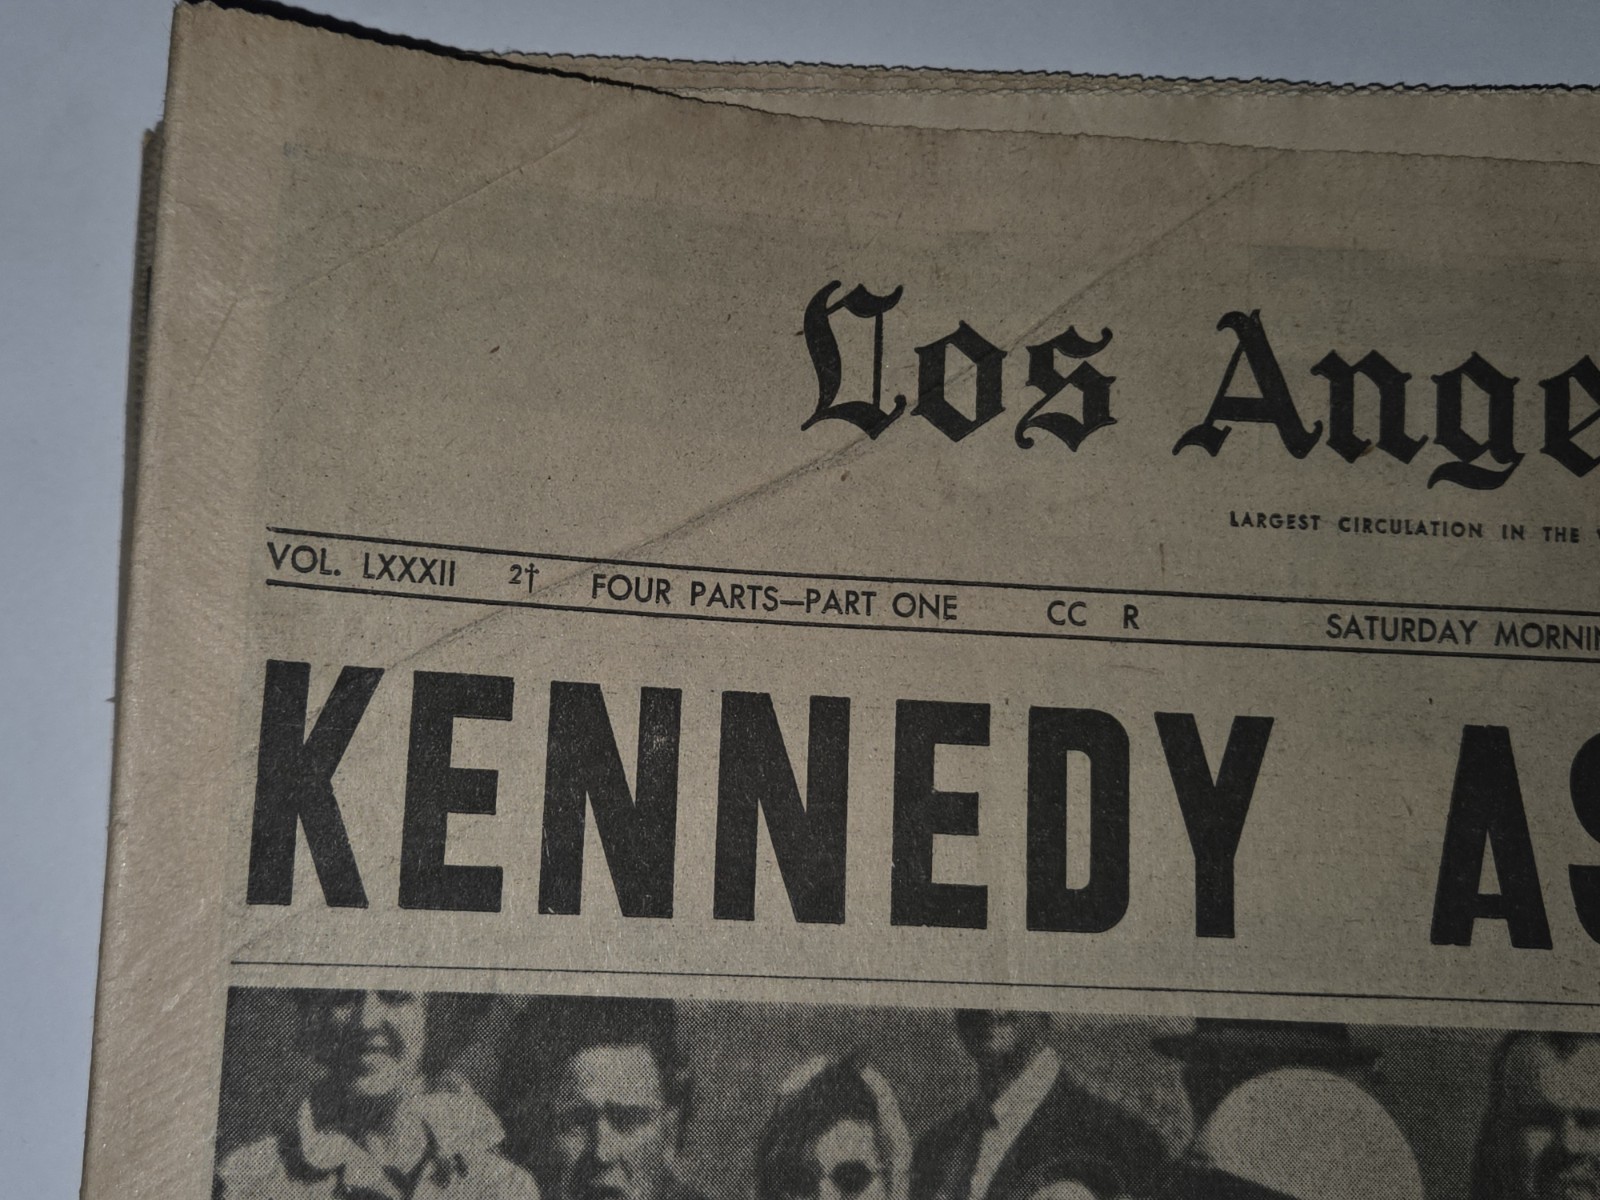 Los Ange
LARGEST CIRCULATION IN THE
VOL. LXXXII 2† FOUR PARTS—PART ONE CC R SATURDAY MORNIN
KENNEDY AS